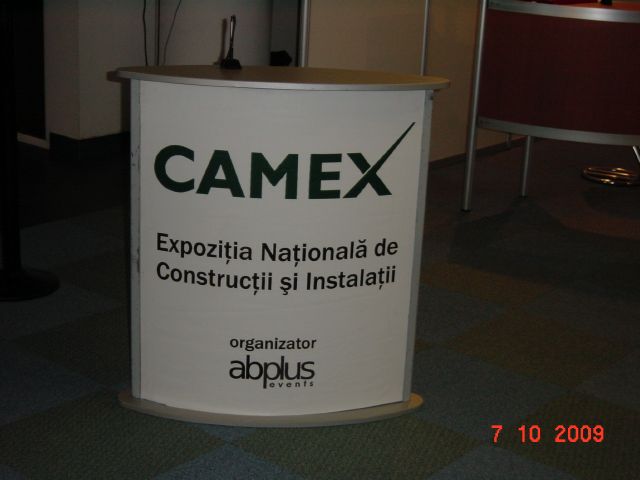 CAMEX
Expoziția Națională de
Construcții și Instalații
organizator
abplus
events
7 10 2009